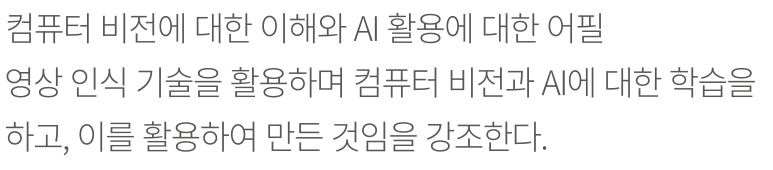 컴퓨터 비전에 대한 이해와 AI 활용에 대한 어필
영상 인식 기술을 활용하며 컴퓨터 비전과 AI에 대한 학습을
하고, 이를 활용하여 만든 것임을 강조한다.